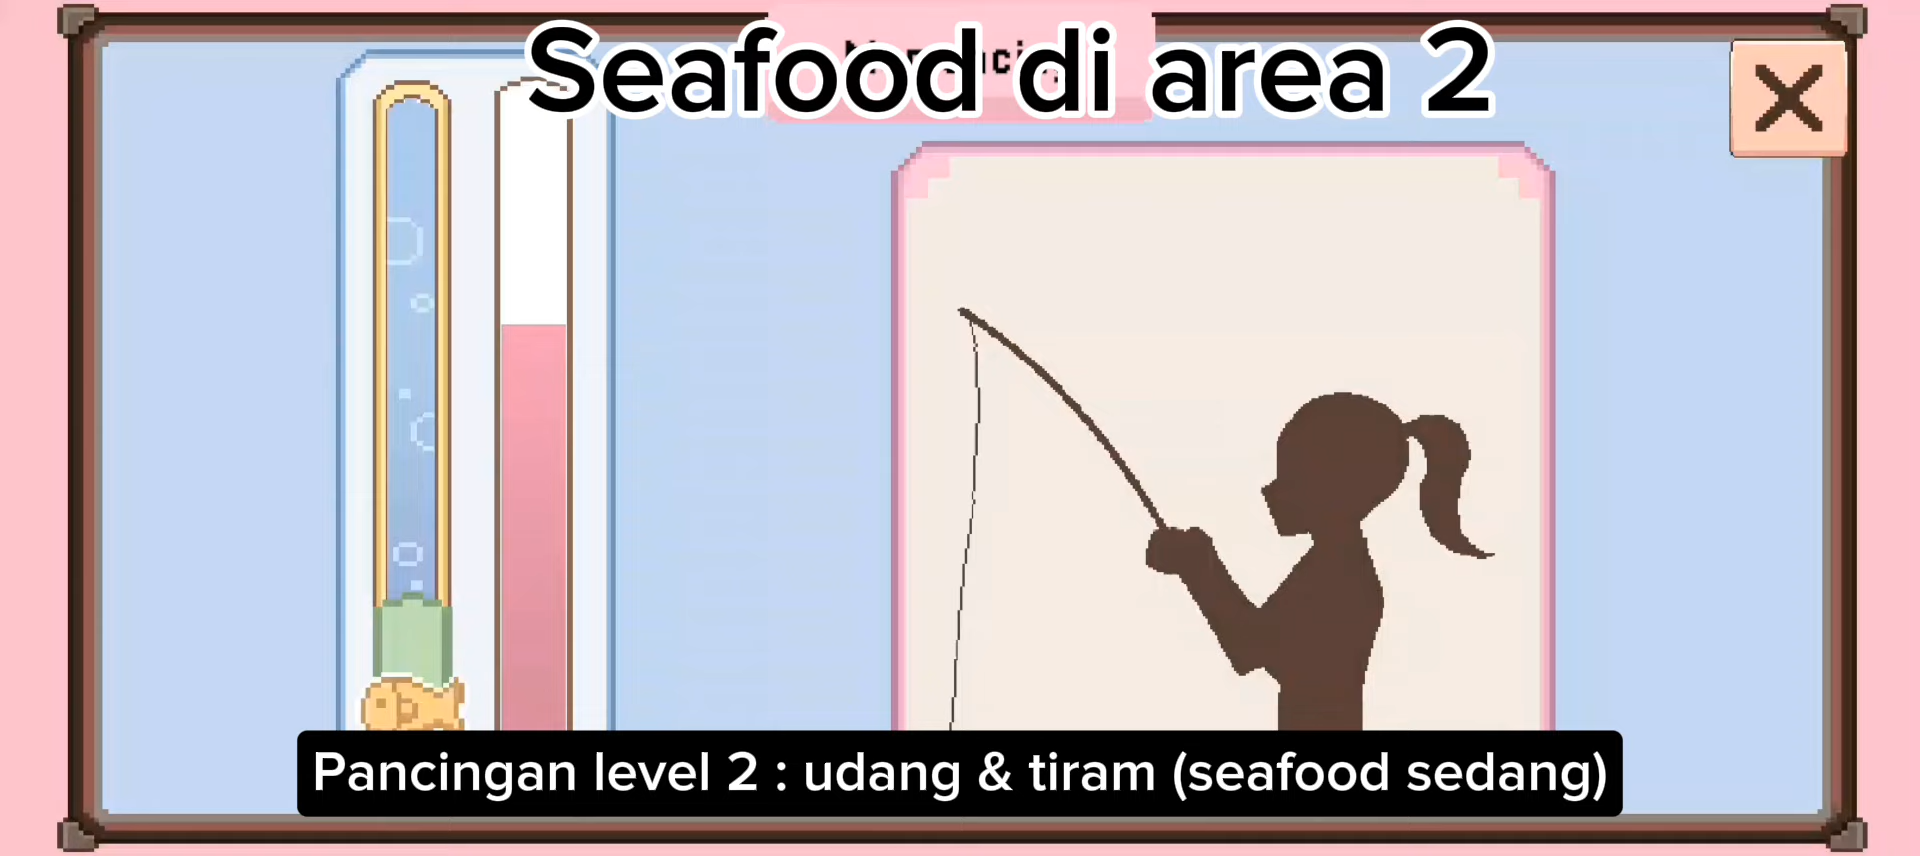 Seafood di area 2
Pancingan level 2 : udang & tiram (seafood sedang)